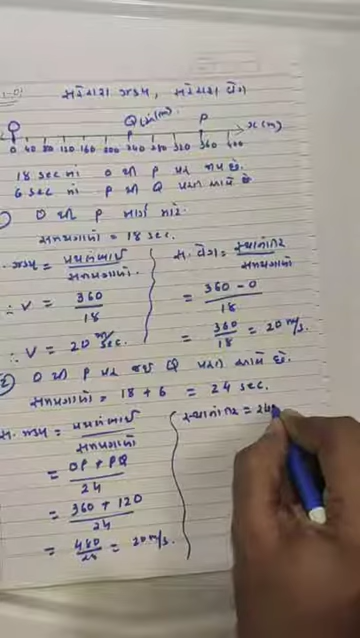 સરેરાશ ઝડપ, સરેરાશ વેગ
O Q P x(m)
0 40 80 120 160 200 240 280 320 360 400
18 sec માં O થી P પર જાય છે.
6 sec માં P થી Q પરત આવે છે
O થી P માર્ગ માટે.
સમયગાળો = 18 sec.
ઝડપ = પથલંબાઈ / સમયગાળો
∴ V = 360 / 18
∴ V = 20 m/sec.
સ. વેગ = સ્થાનાંતર / સમયગાળો
= 360 - 0 / 18
= 360 / 18 = 20 m/s.
② O થી P પર જઇ Q પરત આવે છે.
સમયગાળો = 18 + 6 = 24 sec.
સ. ઝડપ = પથલંબાઈ / સમયગાળો
= OP + PQ / 24
= 360 + 120 / 24
= 480 / 24 = 20 m/s.
સ્થાનાંતર = 24